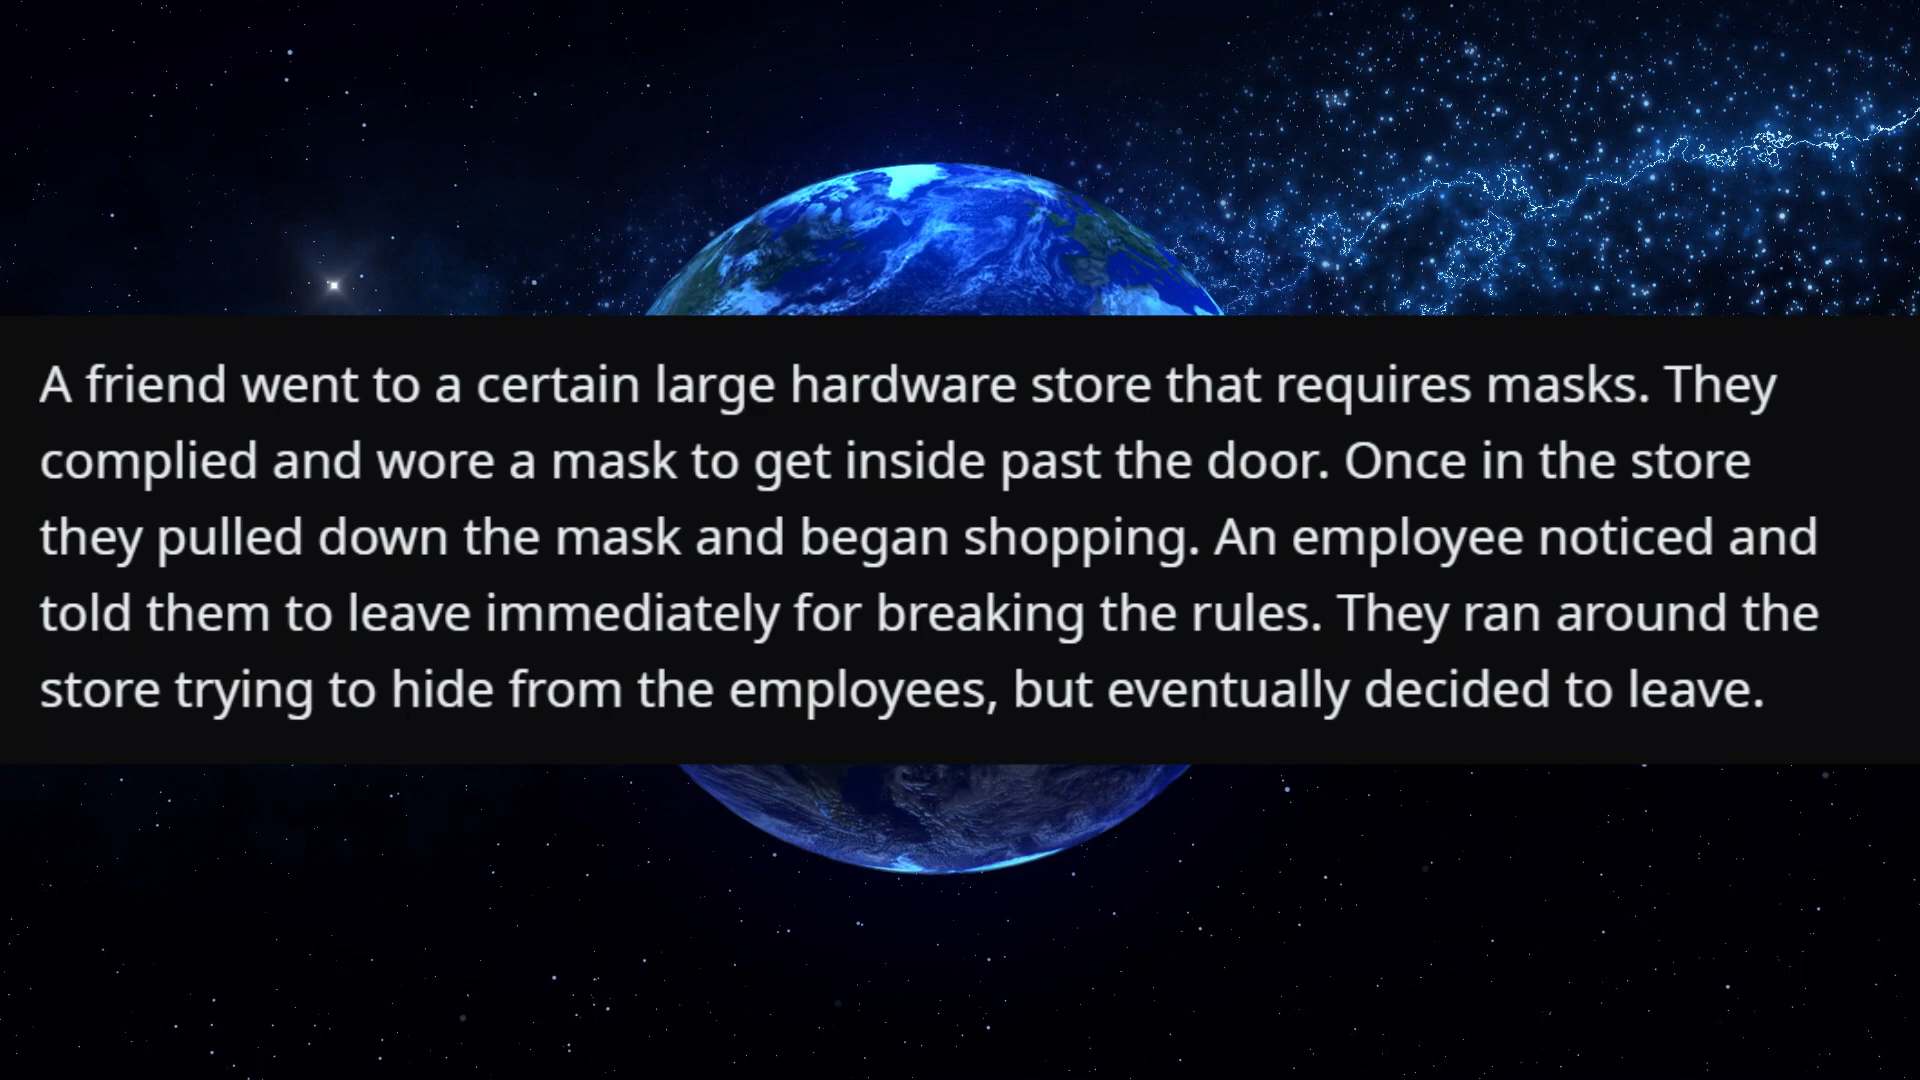 A friend went to a certain large hardware store that requires masks. They
complied and wore a mask to get inside past the door. Once in the store
they pulled down the mask and began shopping. An employee noticed and
told them to leave immediately for breaking the rules. They ran around the
store trying to hide from the employees, but eventually decided to leave.